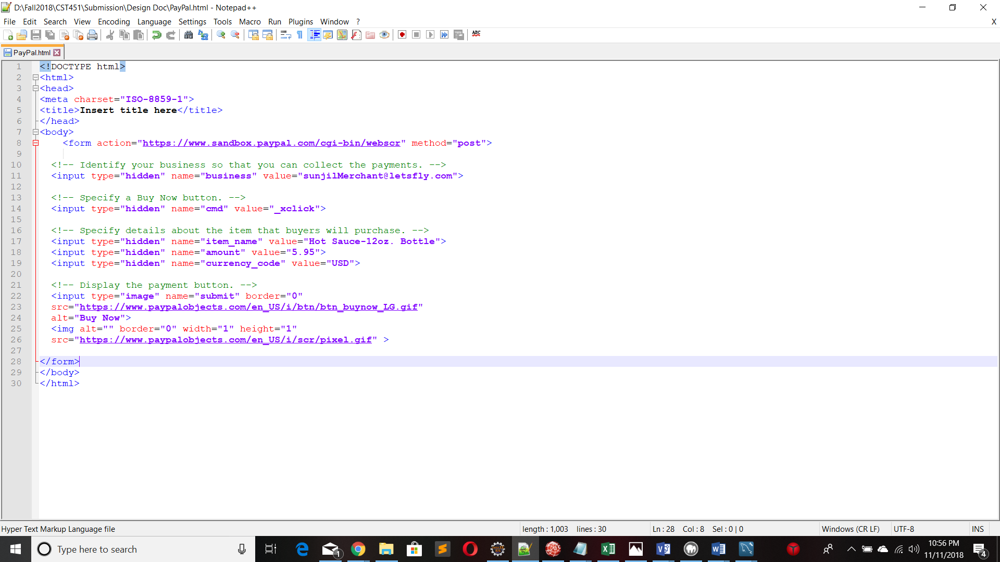 D:\Fall2018\CST451\Submission\Design Doc\PayPal.html - Notepad++
File Edit Search View Encoding Language Settings Tools Macro Run Plugins Window ? X
ABC
PayPal.html
1 <!DOCTYPE html>
2 <html>
3 <head>
4 <meta charset="ISO-8859-1">
5 <title>Insert title here</title>
6 </head>
7 <body>
8 <form action="https://www.sandbox.paypal.com/cgi-bin/webscr" method="post">
9
10 <!-- Identify your business so that you can collect the payments. -->
11 <input type="hidden" name="business" value="sunjilMerchant@letsfly.com">
12
13 <!-- Specify a Buy Now button. -->
14 <input type="hidden" name="cmd" value="_xclick">
15
16 <!-- Specify details about the item that buyers will purchase. -->
17 <input type="hidden" name="item_name" value="Hot Sauce-12oz. Bottle">
18 <input type="hidden" name="amount" value="5.95">
19 <input type="hidden" name="currency_code" value="USD">
20
21 <!-- Display the payment button. -->
22 <input type="image" name="submit" border="0"
23 src="https://www.paypalobjects.com/en_US/i/btn/btn_buynow_LG.gif"
24 alt="Buy Now">
25 <img alt="" border="0" width="1" height="1"
26 src="https://www.paypalobjects.com/en_US/i/scr/pixel.gif" >
27
28 </form>
29 </body>
30 </html>
Hyper Text Markup Language file length : 1,003 lines : 30 Ln : 28 Col : 8 Sel : 0 | 0 Windows (CR LF) UTF-8 INS
Type here to search 1 10:56 PM
11/11/2018 4